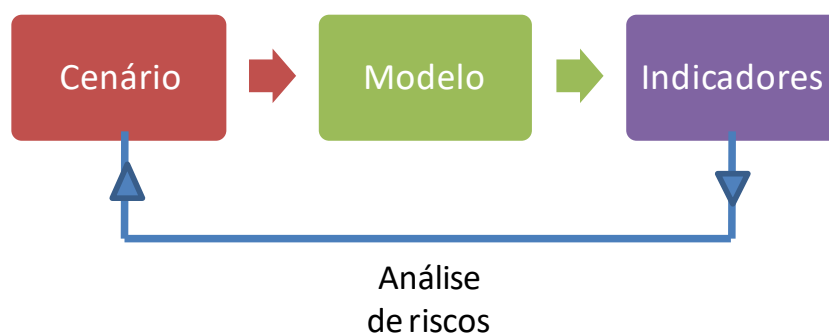 Cenário
Modelo
Indicadores
Análise
de riscos